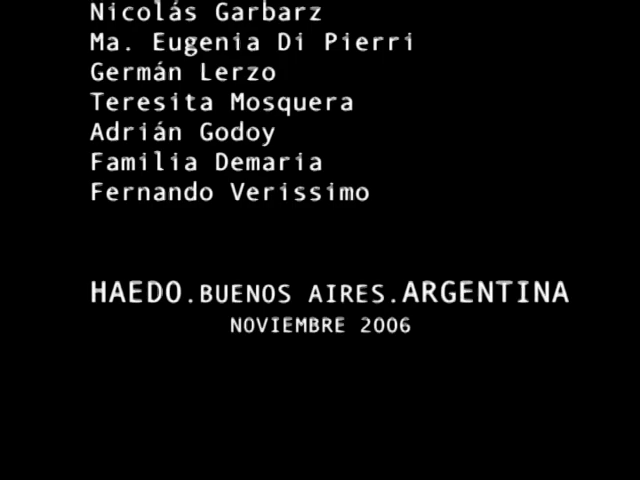 Nicolás Garbarz
Ma. Eugenia Di Pierri
Germán Lerzo
Teresita Mosquera
Adrián Godoy
Familia Demaria
Fernando Verissimo
HAEDO.BUENOS AIRES.ARGENTINA
NOVIEMBRE 2006